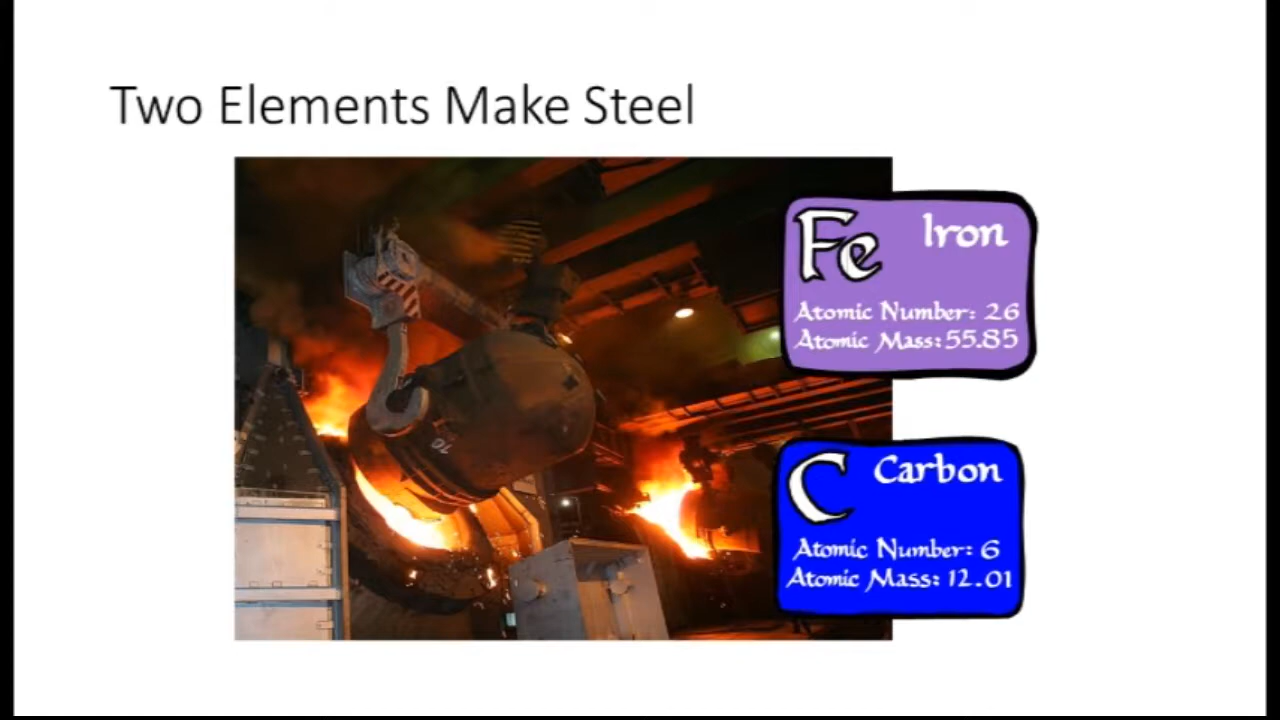 Two Elements Make Steel
Fe Iron
Atomic Number: 26
Atomic Mass: 55.85
C Carbon
Atomic Number: 6
Atomic Mass: 12.01